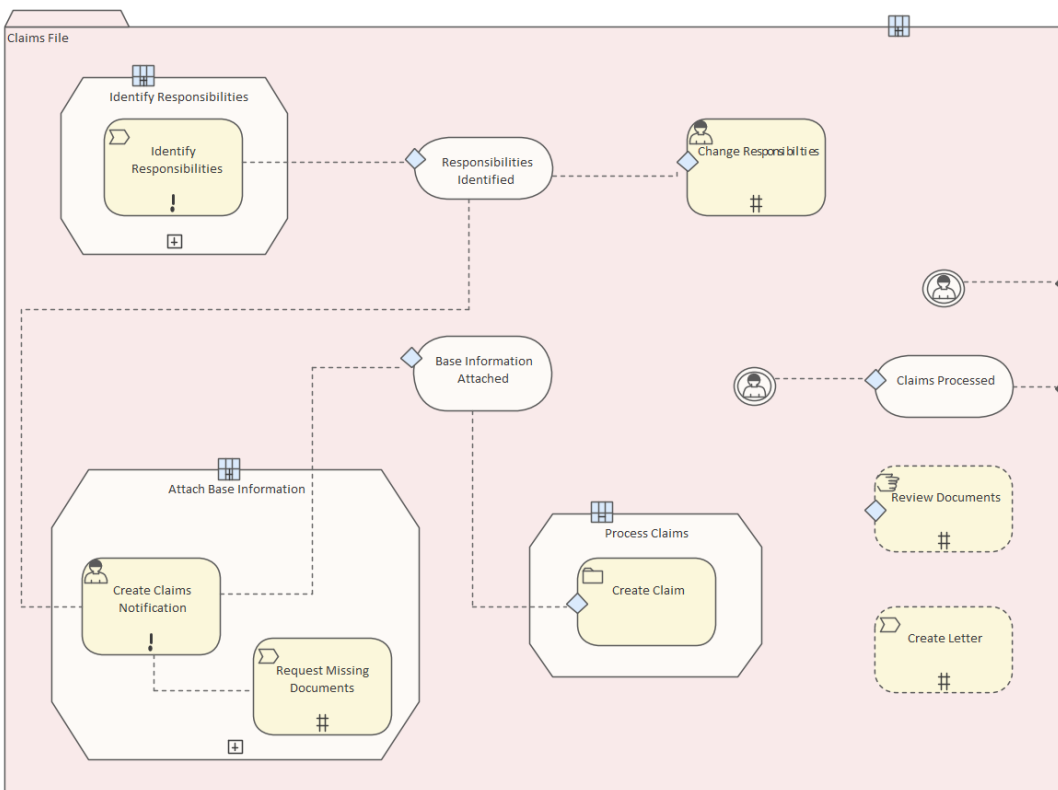 Claims File
Identify Responsibilities
Identify
Responsibilities
Responsibilities
Identified
Change Responsibilties
Base Information
Attached
Claims Processed
Attach Base Information
Review Documents
Process Claims
Create Claims
Notification
Create Claim
Create Letter
Request Missing
Documents